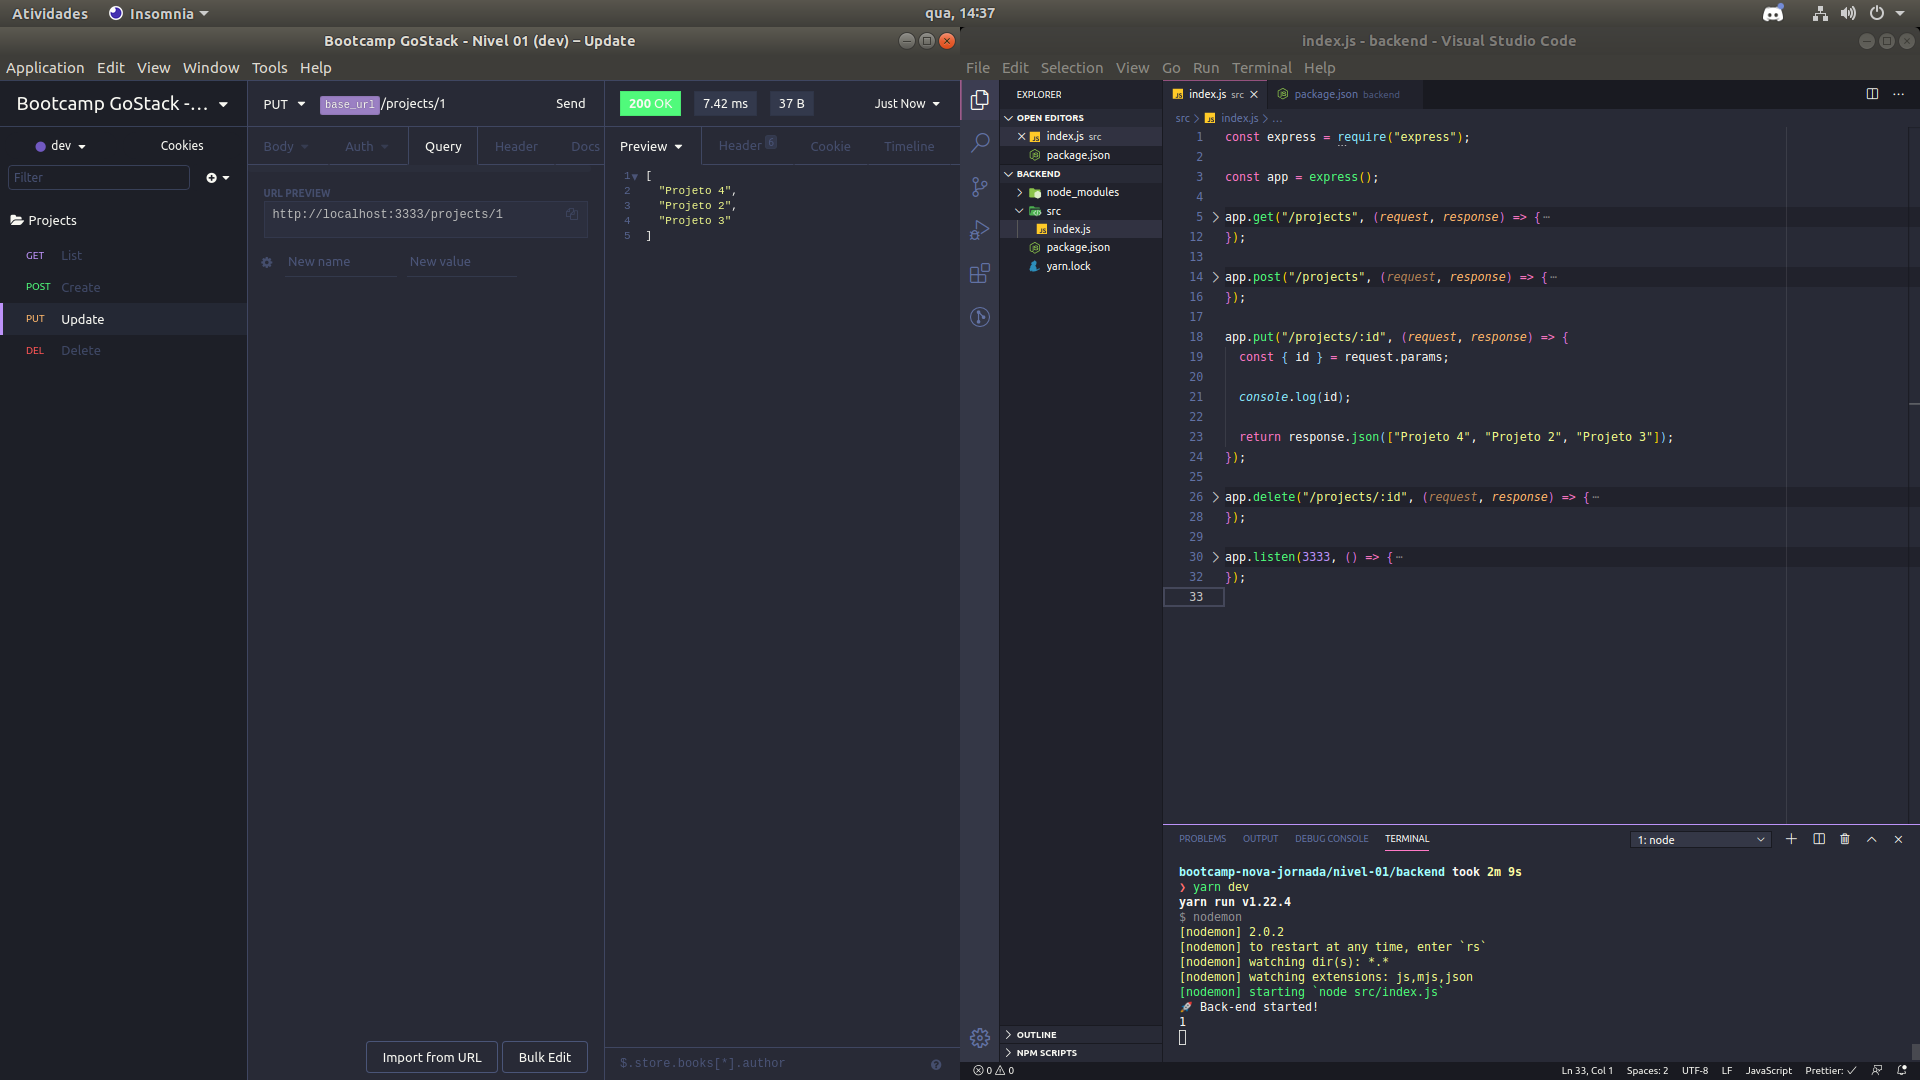 Atividades
Insomnia
qua, 14:37
Bootcamp GoStack - Nivel 01 (dev) – Update
Application Edit View Window Tools Help
Bootcamp GoStack -...
dev
Cookies
Filter
Projects
GET List
POST Create
PUT Update
DEL Delete
PUT base_url/projects/1 Send
Body Auth Query Header Docs
URL PREVIEW
http://localhost:3333/projects/1
New name New value
Import from URL Bulk Edit
200 OK 7.42 ms 37 B Just Now
Preview Header 6 Cookie Timeline
1 [
2 "Projeto 4",
3 "Projeto 2",
4 "Projeto 3"
5 ]
$.store.books[*].author
index.js - backend - Visual Studio Code
File Edit Selection View Go Run Terminal Help
EXPLORER
OPEN EDITORS
index.js src
package.json
BACKEND
node_modules
src
index.js
package.json
yarn.lock
OUTLINE
NPM SCRIPTS
index.js src package.json backend
src > index.js > ...
1 const express = require("express");
2
3 const app = express();
4
5 app.get("/projects", (request, response) => {⋯
12 });
13
14 app.post("/projects", (request, response) => {⋯
16 });
17
18 app.put("/projects/:id", (request, response) => {
19 const { id } = request.params;
20
21 console.log(id);
22
23 return response.json(["Projeto 4", "Projeto 2", "Projeto 3"]);
24 });
25
26 app.delete("/projects/:id", (request, response) => {⋯
28 });
29
30 app.listen(3333, () => {⋯
32 });
33
PROBLEMS OUTPUT DEBUG CONSOLE TERMINAL
1: node
bootcamp-nova-jornada/nivel-01/backend took 2m 9s
❯ yarn dev
yarn run v1.22.4
$ nodemon
[nodemon] 2.0.2
[nodemon] to restart at any time, enter `rs`
[nodemon] watching dir(s): *.*
[nodemon] watching extensions: js,mjs,json
[nodemon] starting `node src/index.js`
🚀 Back-end started!
1
0 0
Ln 33, Col 1 Spaces: 2 UTF-8 LF JavaScript Prettier: ✓